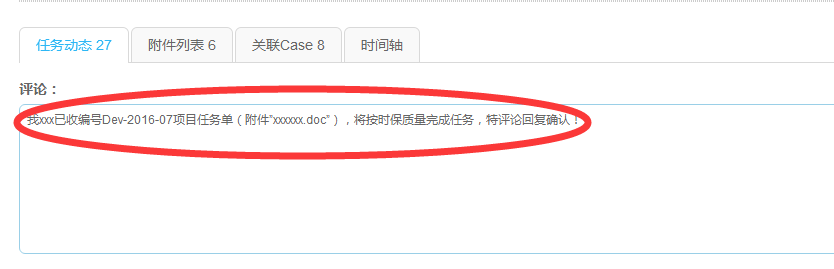 任务动态 27
附件列表 6
关联Case 8
时间轴
评论：
我xxx已收编号Dev-2016-07项目任务单（附件"xxxxxx.doc"），将按时保质量完成任务，特评论回复确认！